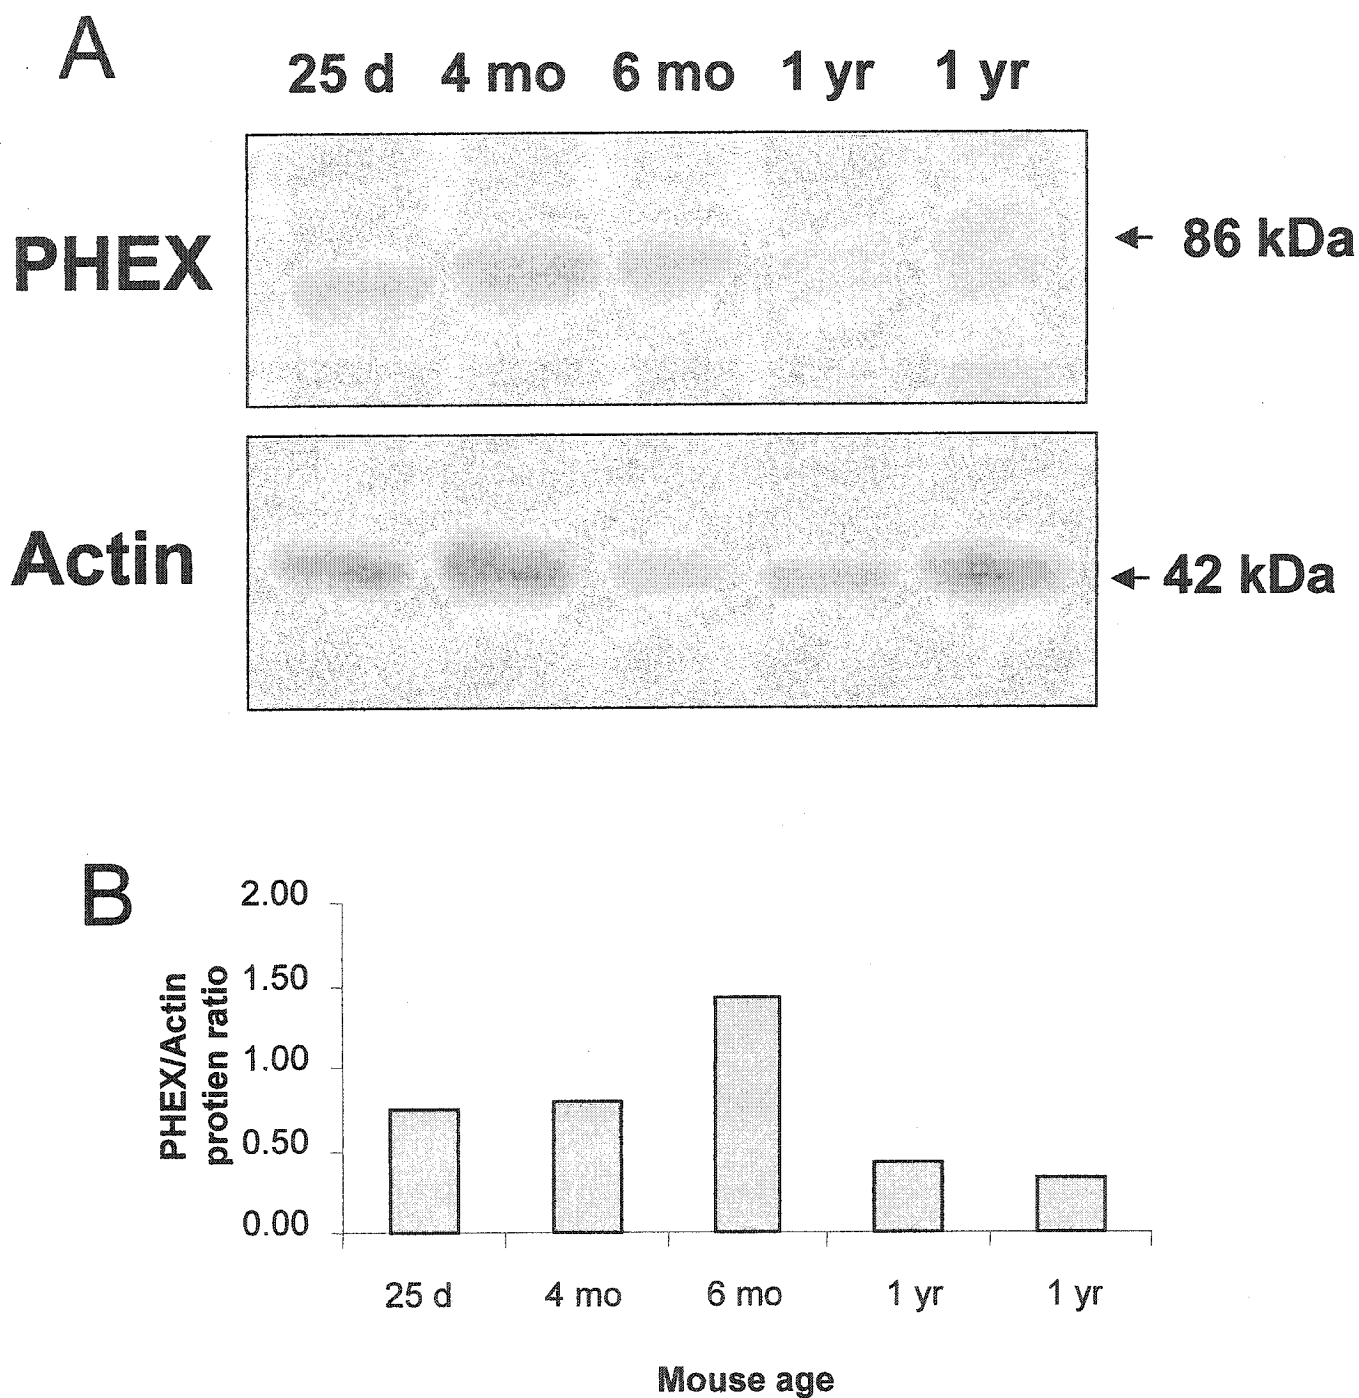 A
25 d 4 mo 6 mo 1 yr 1 yr
PHEX
86 kDa
Actin
42 kDa
B
2.00
1.50
1.00
0.50
0.00
PHEX/Actin
protien ratio
25 d 4 mo 6 mo 1 yr 1 yr
Mouse age